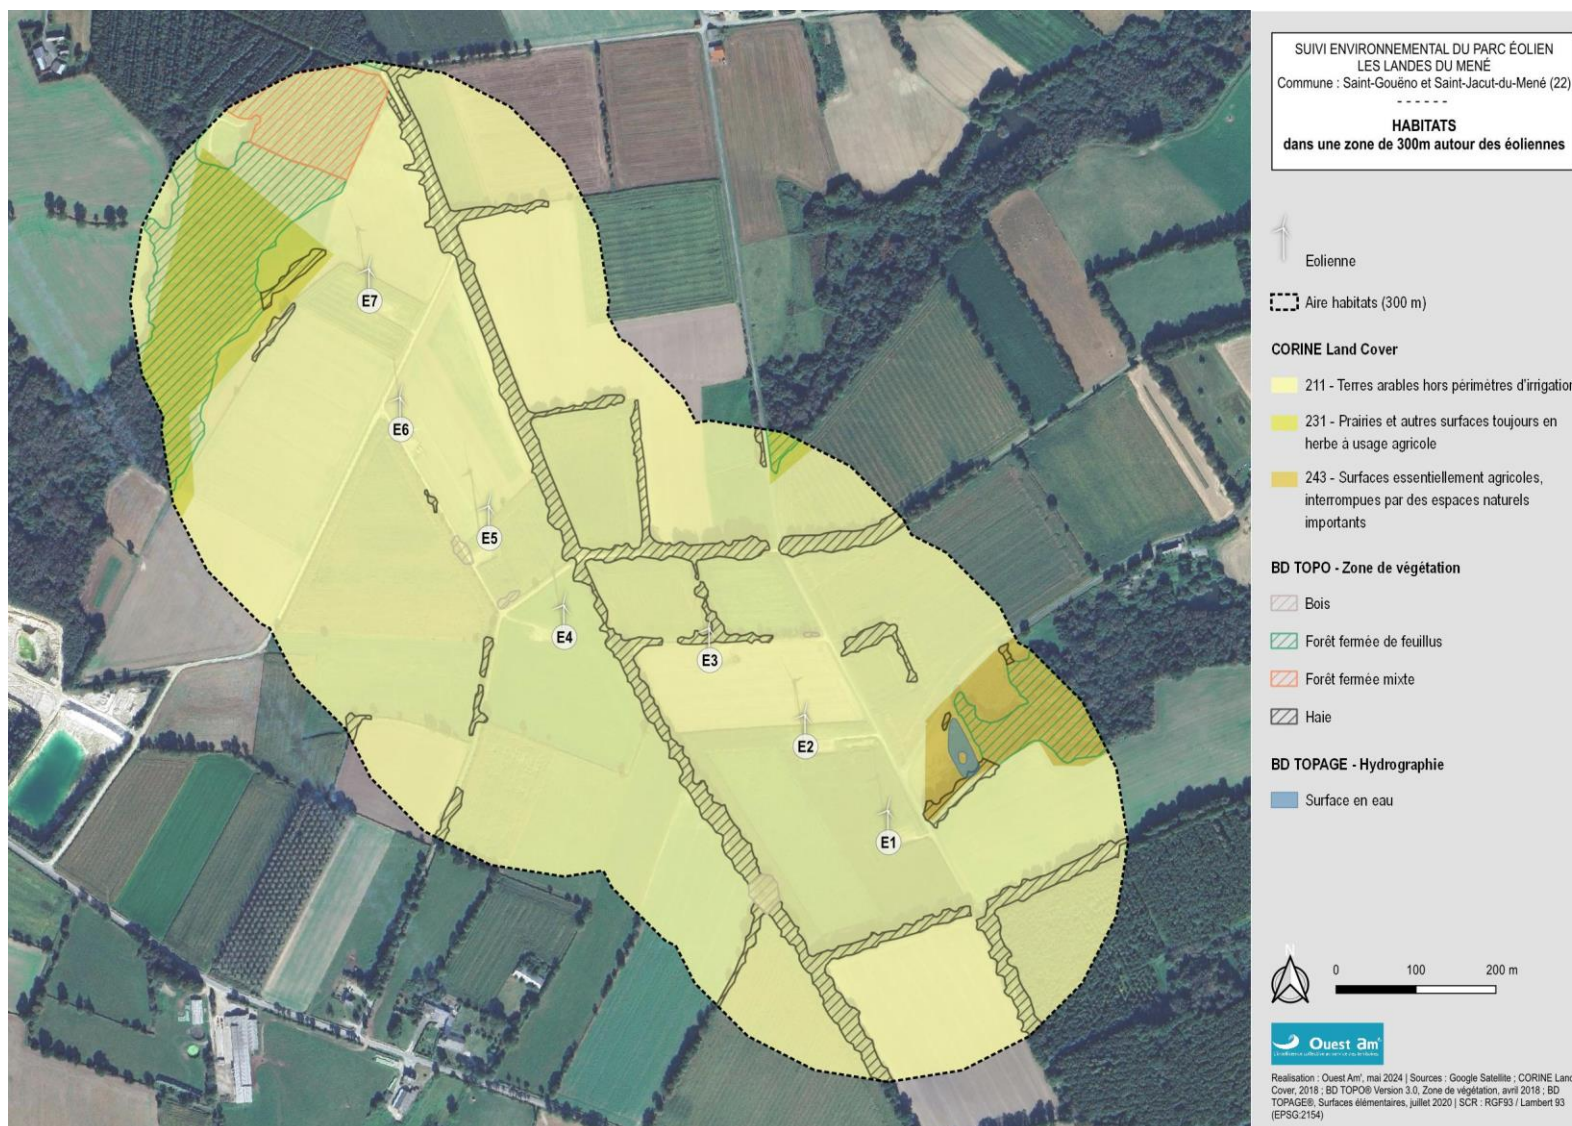 SUIVI ENVIRONNEMENTAL DU PARC ÉOLIEN
LES LANDES DU MENÉ
Commune : Saint-Gouëno et Saint-Jacut-du-Mené (22)
- - - - - -
HABITATS
dans une zone de 300m autour des éoliennes
Eolienne
Aire habitats (300 m)
CORINE Land Cover
211 - Terres arables hors périmètres d'irrigation
231 - Prairies et autres surfaces toujours en
herbe à usage agricole
243 - Surfaces essentiellement agricoles,
interrompues par des espaces naturels
importants
BD TOPO - Zone de végétation
Bois
Forêt fermée de feuillus
Forêt fermée mixte
Haie
BD TOPAGE - Hydrographie
Surface en eau
E7
E6
E5
E4
E3
E2
E1
N
0 100 200 m
Ouest am'
Realisation : Ouest Am', mai 2024 | Sources : Google Satellite ; CORINE Land
Cover, 2018 ; BD TOPO® Version 3.0, Zone de végétation, avril 2018 ; BD
TOPAGE®, Surfaces élémentaires, juillet 2020 | SCR : RGF93 / Lambert 93
(EPSG:2154)